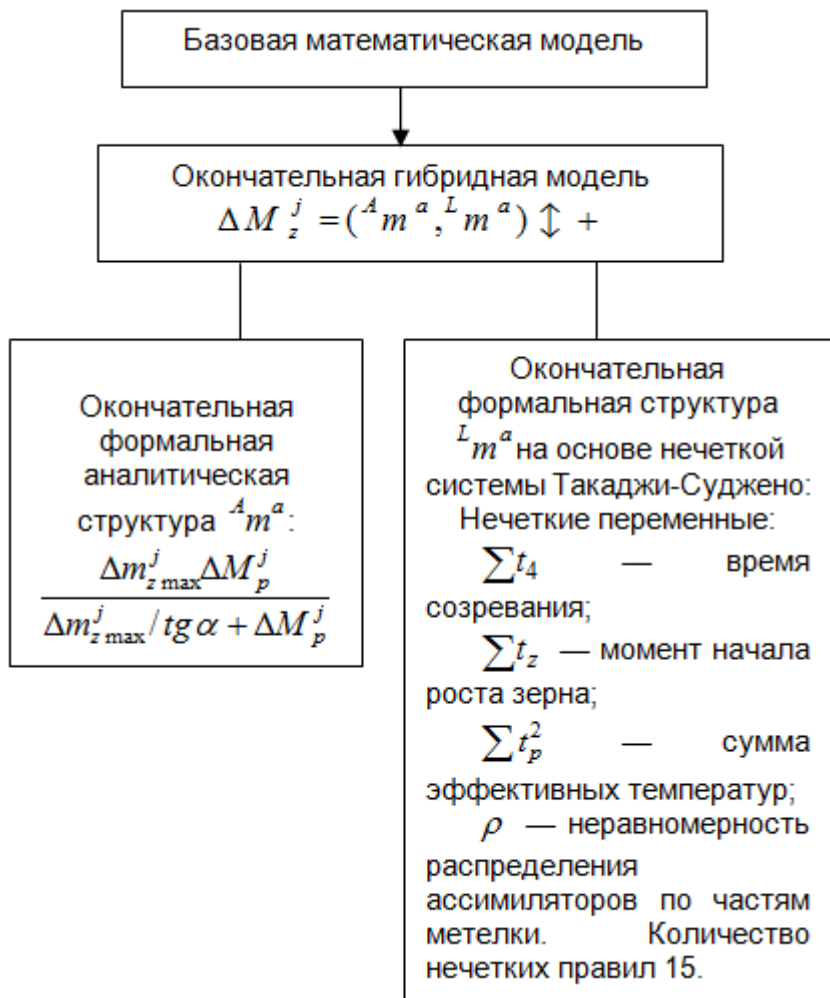 Базовая математическая модель
Окончательная гибридная модель
ΔM_z^j = (^A m^a, ^L m^a) ↕ +
Окончательная
формальная
аналитическая
структура ^A m^a:
Δm_{z max}^j ΔM_p^j
Δm_{z max}^j / tg α + ΔM_p^j
Окончательная
формальная структура
^L m^a на основе нечеткой
системы Такаджи-Суджено:
Нечеткие переменные:
∑t_4 — время
созревания;
∑t_z — момент начала
роста зерна;
∑t_p^2 — сумма
эффективных температур;
ρ — неравномерность
распределения
ассимиляторов по частям
метелки. Количество
нечетких правил 15.